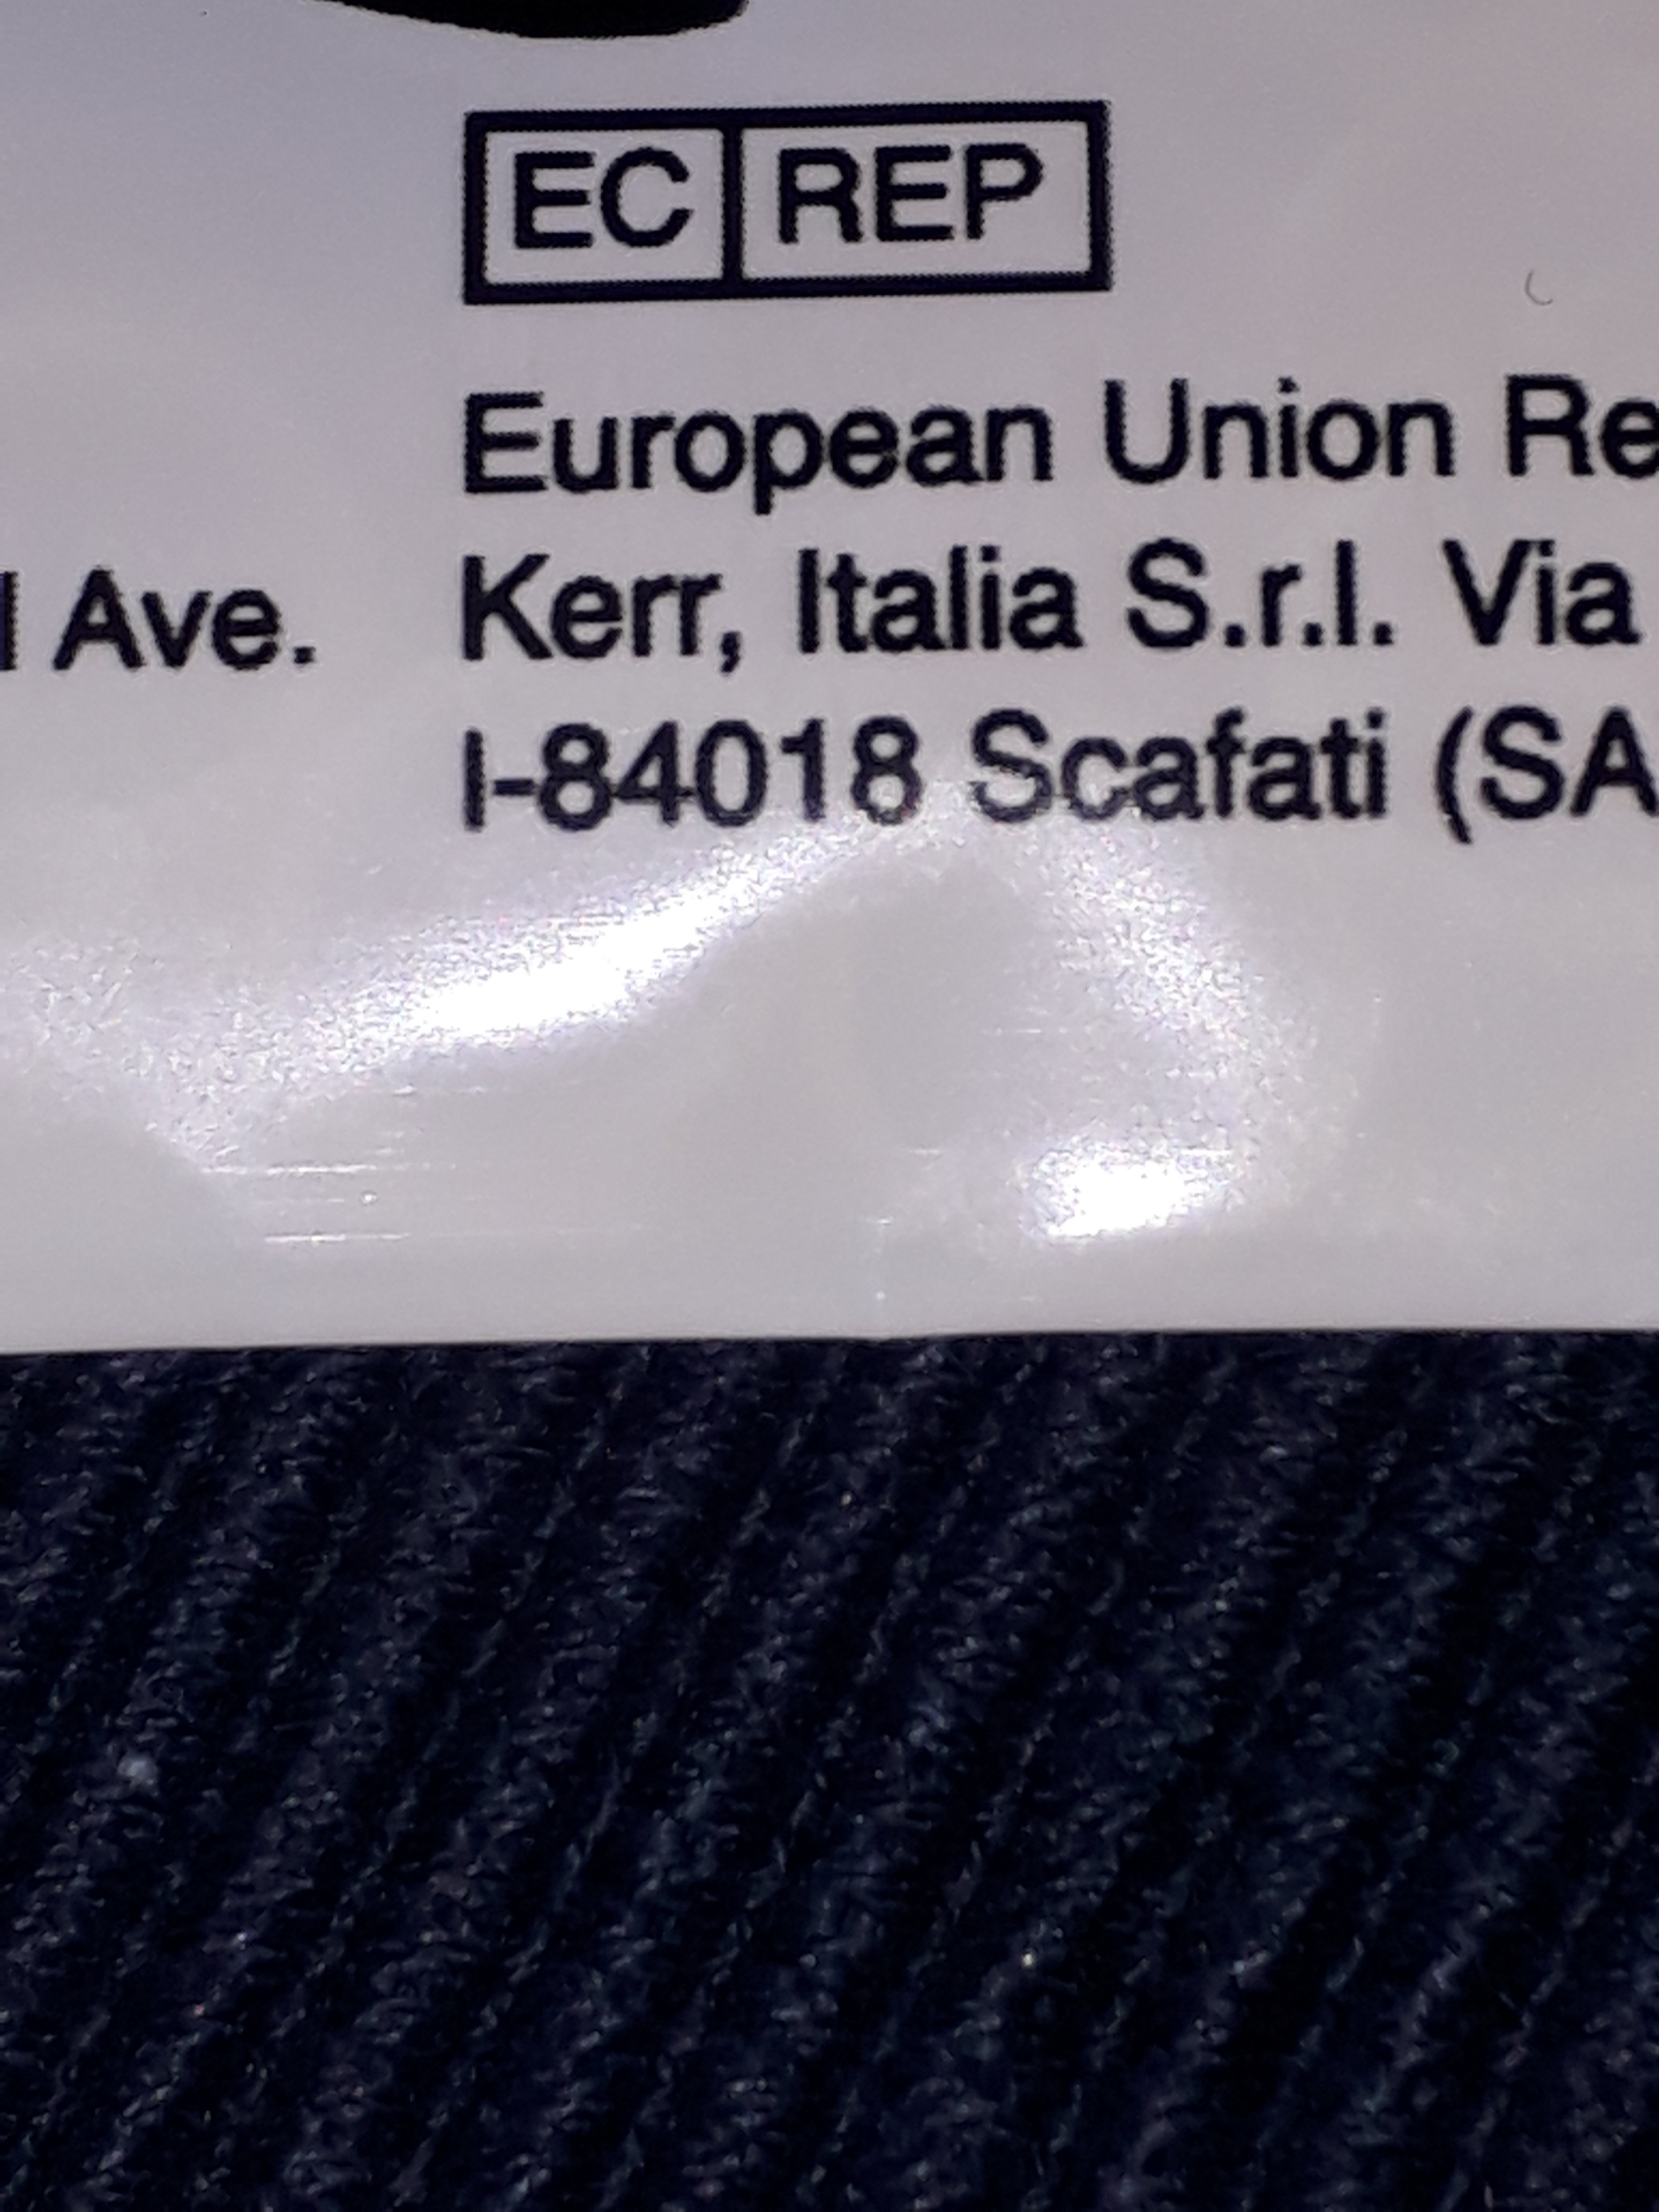 EC REP
European Union Re
Ave. Kerr, Italia S.r.l. Via
I-84018 Scafati (SA